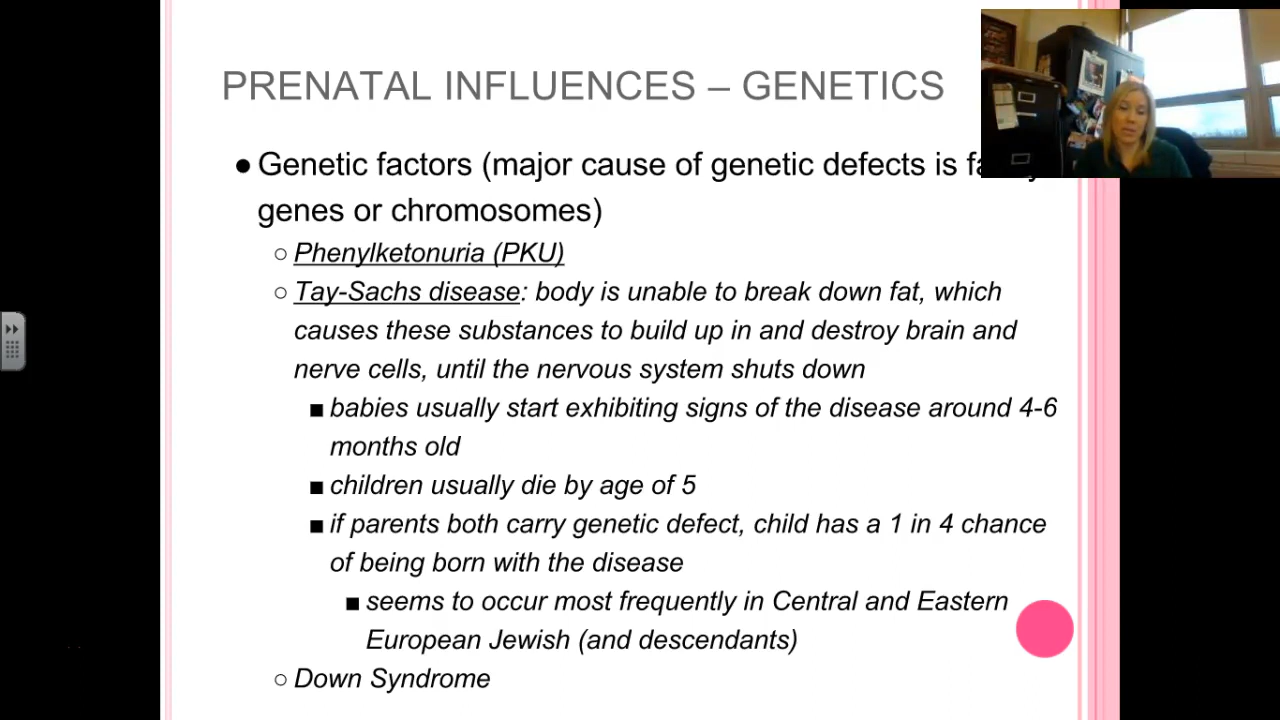 PRENATAL INFLUENCES – GENETICS
● Genetic factors (major cause of genetic defects is
genes or chromosomes)
○ Phenylketonuria (PKU)
○ Tay-Sachs disease: body is unable to break down fat, which
causes these substances to build up in and destroy brain and
nerve cells, until the nervous system shuts down
■ babies usually start exhibiting signs of the disease around 4-6
months old
■ children usually die by age of 5
■ if parents both carry genetic defect, child has a 1 in 4 chance
of being born with the disease
■ seems to occur most frequently in Central and Eastern
European Jewish (and descendants)
○ Down Syndrome